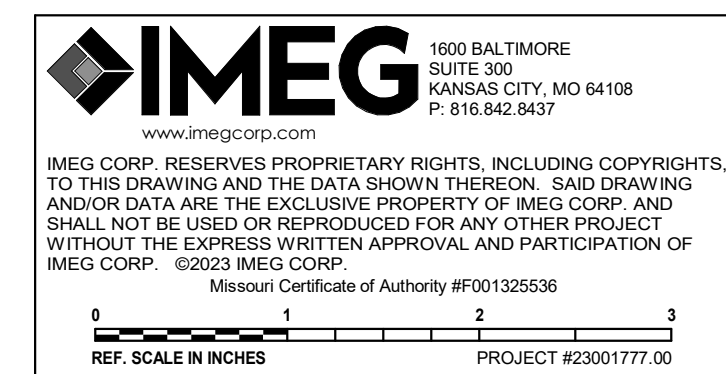 IMEG
1600 BALTIMORE
SUITE 300
KANSAS CITY, MO 64108
P: 816.842.8437
www.imegcorp.com
IMEG CORP. RESERVES PROPRIETARY RIGHTS, INCLUDING COPYRIGHTS,
TO THIS DRAWING AND THE DATA SHOWN THEREON. SAID DRAWING
AND/OR DATA ARE THE EXCLUSIVE PROPERTY OF IMEG CORP. AND
SHALL NOT BE USED OR REPRODUCED FOR ANY OTHER PROJECT
WITHOUT THE EXPRESS WRITTEN APPROVAL AND PARTICIPATION OF
IMEG CORP. ©2023 IMEG CORP.
Missouri Certificate of Authority #F001325536
0 1 2 3
REF. SCALE IN INCHES PROJECT #23001777.00